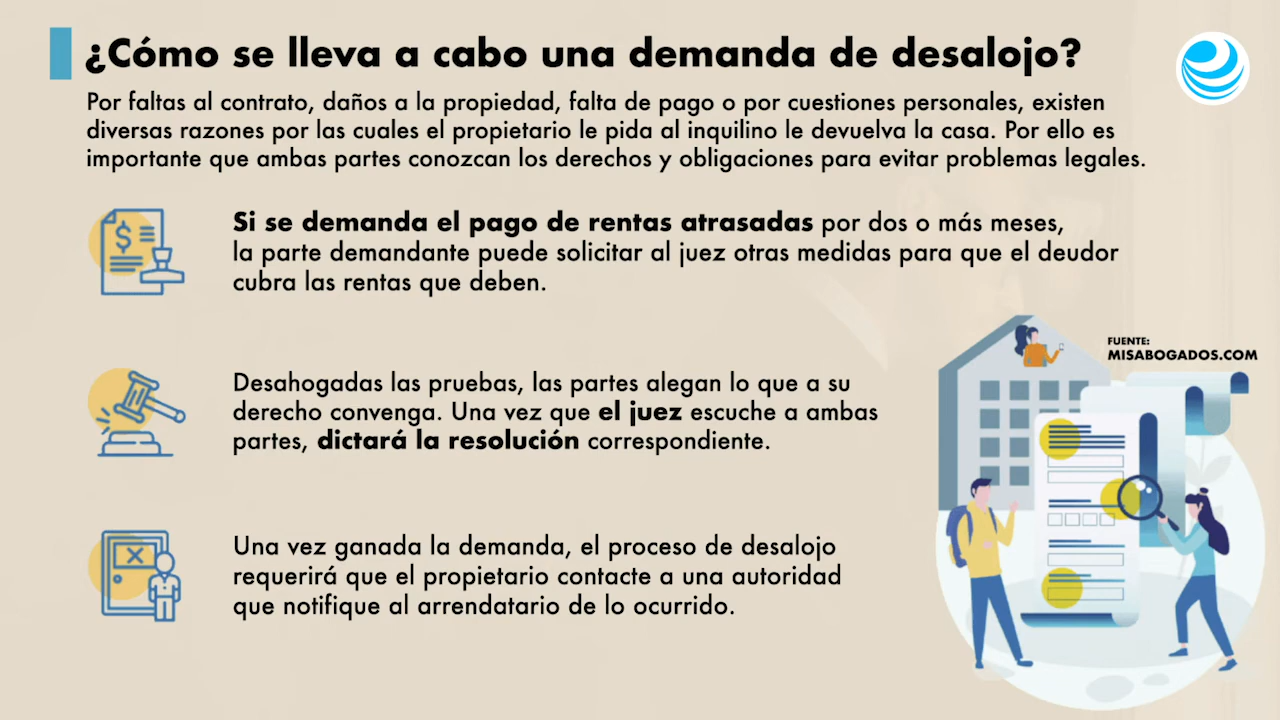 ¿Cómo se lleva a cabo una demanda de desalojo?
Por faltas al contrato, daños a la propiedad, falta de pago o por cuestiones personales, existen
diversas razones por las cuales el propietario le pida al inquilino le devuelva la casa. Por ello es
importante que ambas partes conozcan los derechos y obligaciones para evitar problemas legales.
Si se demanda el pago de rentas atrasadas por dos o más meses,
la parte demandante puede solicitar al juez otras medidas para que el deudor
cubra las rentas que deben.
FUENTE:
MISABOGADOS.COM
Desahogadas las pruebas, las partes alegan lo que a su
derecho convenga. Una vez que el juez escuche a ambas
partes, dictará la resolución correspondiente.
Una vez ganada la demanda, el proceso de desalojo
requerirá que el propietario contacte a una autoridad
que notifique al arrendatario de lo ocurrido.